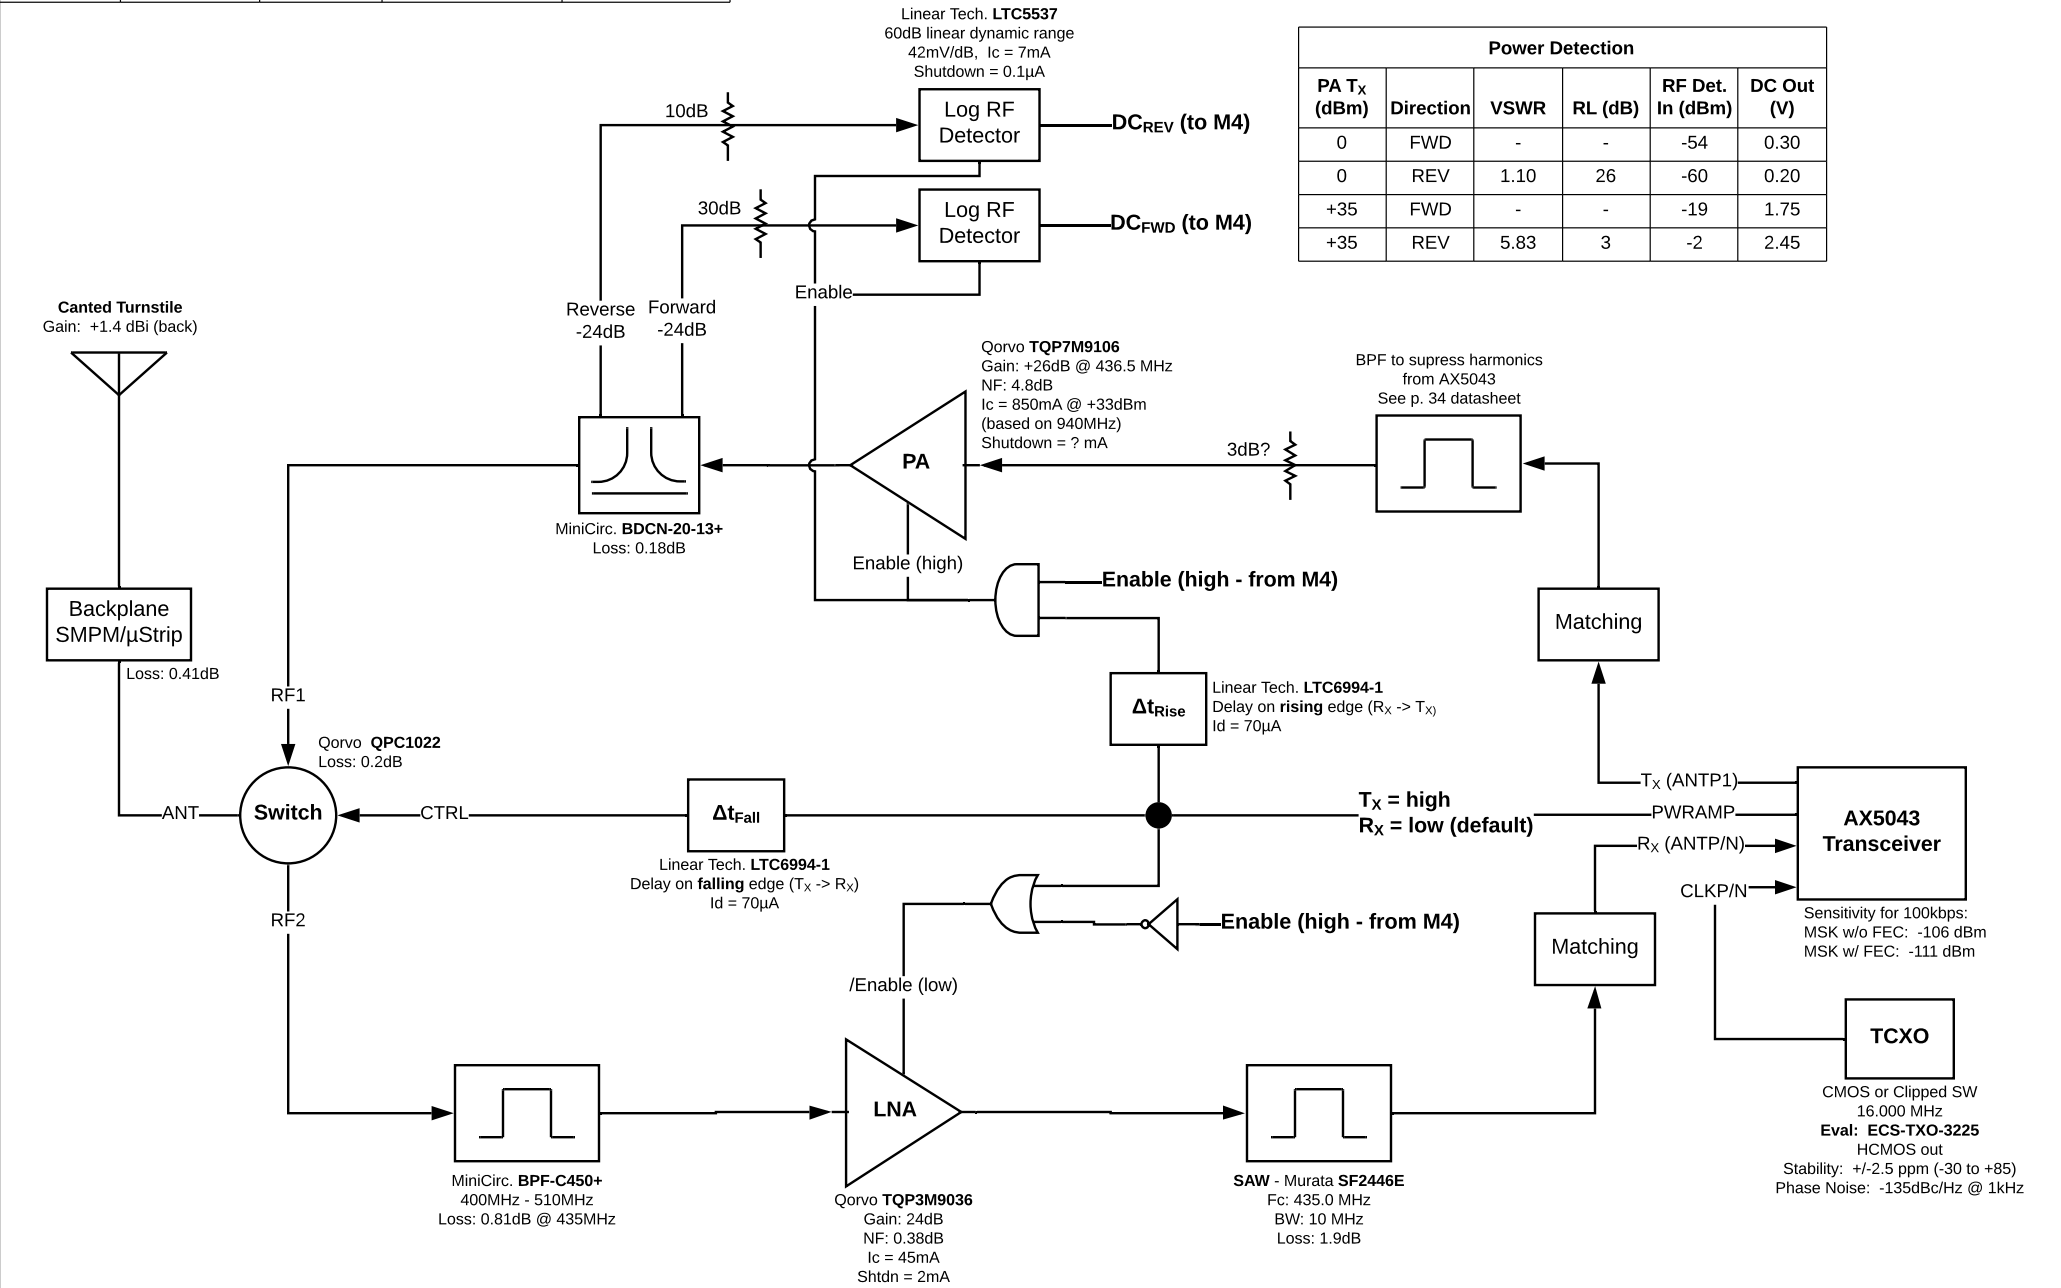 Linear Tech. LTC5537
60dB linear dynamic range
42mV/dB,  Ic = 7mA
Shutdown = 0.1µA
Log RF
Detector
10dB
DCREV (to M4)
Log RF
Detector
30dB
DCFWD (to M4)
Enable
Reverse
-24dB
Forward
-24dB
Power Detection
PA TX (dBm) Direction VSWR RL (dB) RF Det. In (dBm) DC Out (V)
0 FWD - - -54 0.30
0 REV 1.10 26 -60 0.20
+35 FWD - - -19 1.75
+35 REV 5.83 3 -2 2.45
Canted Turnstile
Gain:  +1.4 dBi (back)
Qorvo TQP7M9106
Gain: +26dB @ 436.5 MHz
NF: 4.8dB
Ic = 850mA @ +33dBm
(based on 940MHz)
Shutdown = ? mA
PA
BPF to supress harmonics
from AX5043
See p. 34 datasheet
3dB?
MiniCirc. BDCN-20-13+
Loss: 0.18dB
Enable (high)
Enable (high - from M4)
Backplane
SMPM/µStrip
Loss: 0.41dB
Matching
RF1
ΔtRise
Linear Tech. LTC6994-1
Delay on rising edge (RX -> TX)
Id = 70µA
Qorvo  QPC1022
Loss: 0.2dB
Switch
ANT
CTRL
ΔtFall
Linear Tech. LTC6994-1
Delay on falling edge (TX -> RX)
Id = 70µA
TX = high
RX = low (default)
TX (ANTP1)
PWRAMP
RX (ANTP/N)
CLKP/N
AX5043
Transceiver
Sensitivity for 100kbps:
MSK w/o FEC:  -106 dBm
MSK w/ FEC:  -111 dBm
RF2
Enable (high - from M4)
/Enable (low)
Matching
TCXO
CMOS or Clipped SW
16.000 MHz
Eval:  ECS-TXO-3225
HCMOS out
Stability:  +/-2.5 ppm (-30 to +85)
Phase Noise:  -135dBc/Hz @ 1kHz
MiniCirc. BPF-C450+
400MHz - 510MHz
Loss: 0.81dB @ 435MHz
LNA
Qorvo TQP3M9036
Gain: 24dB
NF: 0.38dB
Ic = 45mA
Shtdn = 2mA
SAW - Murata SF2446E
Fc: 435.0 MHz
BW: 10 MHz
Loss: 1.9dB